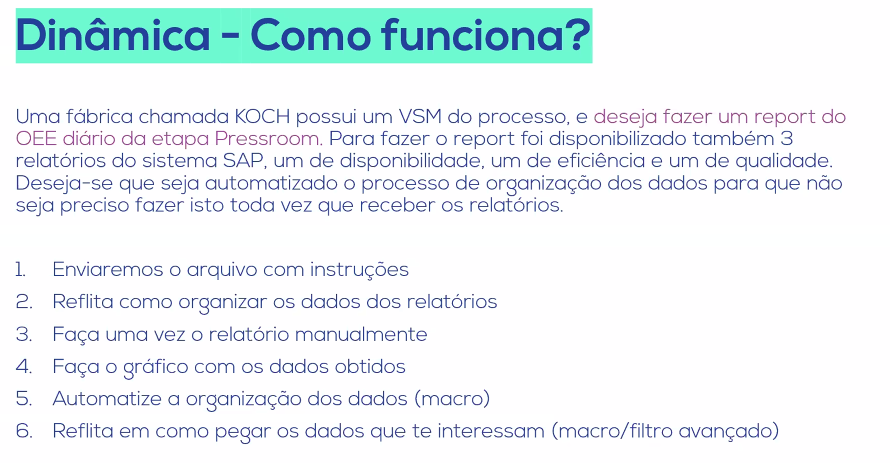 Dinâmica - Como funciona?
Uma fábrica chamada KOCH possui um VSM do processo, e deseja fazer um report do
OEE diário da etapa Pressroom. Para fazer o report foi disponibilizado também 3
relatórios do sistema SAP, um de disponibilidade, um de eficiência e um de qualidade.
Deseja-se que seja automatizado o processo de organização dos dados para que não
seja preciso fazer isto toda vez que receber os relatórios.
1. Enviaremos o arquivo com instruções
2. Reflita como organizar os dados dos relatórios
3. Faça uma vez o relatório manualmente
4. Faça o gráfico com os dados obtidos
5. Automatize a organização dos dados (macro)
6. Reflita em como pegar os dados que te interessam (macro/filtro avançado)